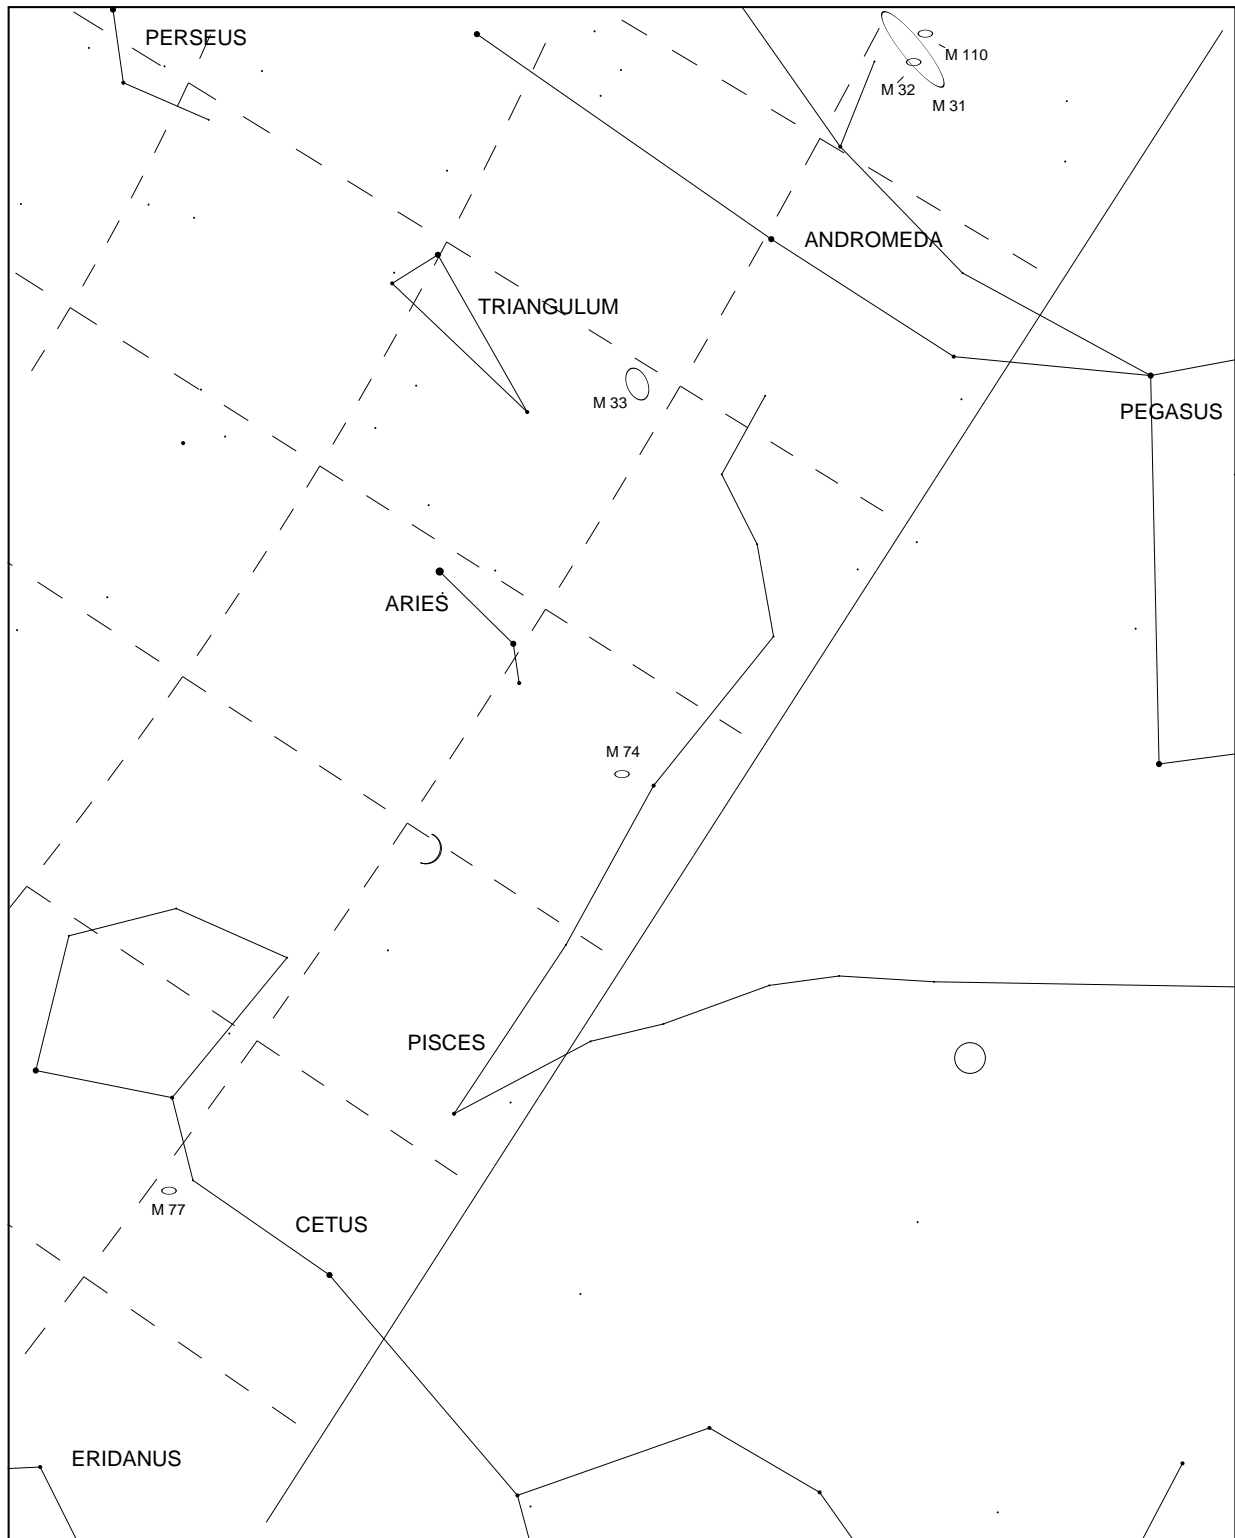 PERSEUS
M 110
M 32
M 31
ANDROMEDA
TRIANGULUM
M 33
PEGASUS
ARIES
M 74
PISCES
M 77
CETUS
ERIDANUS